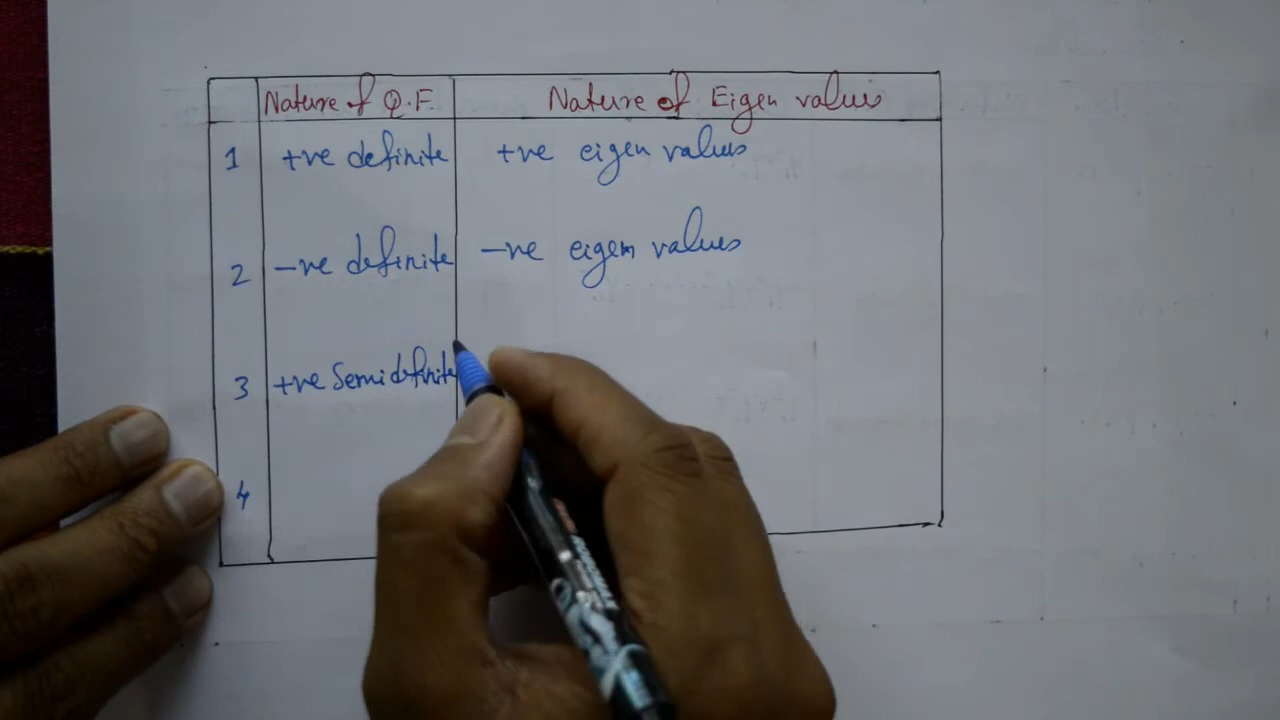 Nature of Q.F. Nature of Eigen values
1 +ve definite +ve eigen values
2 -ve definite -ve eigen values
3 +ve Semidefinite
4